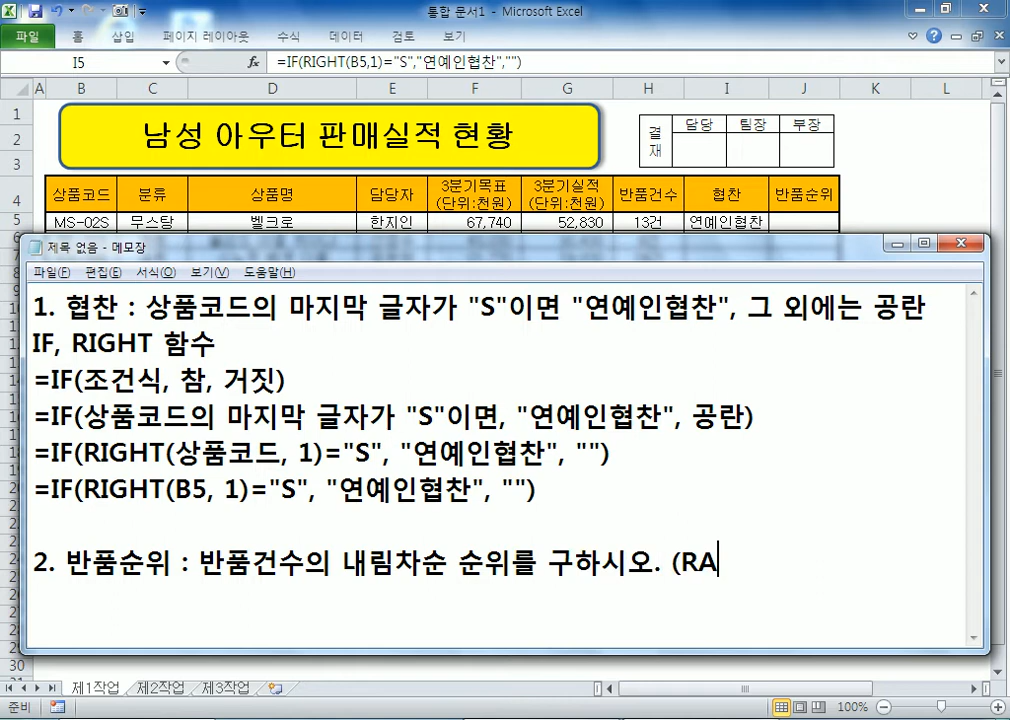 통합 문서1 - Microsoft Excel
파일 홈 삽입 페이지 레이아웃 수식 데이터 검토 보기
I5 fx =IF(RIGHT(B5,1)="S","연예인협찬","")
A B C D E F G H I J K L
1
2
3
남성 아우터 판매실적 현황
결재 담당 팀장 부장
4 상품코드 분류 상품명 담당자 3분기목표 (단위:천원) 3분기실적 (단위:천원) 반품건수 협찬 반품순위
5 MS-02S 무스탕 벨크로 한지인 67,740 52,830 13건 연예인협찬
제목 없음 - 메모장
파일(F) 편집(E) 서식(O) 보기(V) 도움말(H)
1. 협찬 : 상품코드의 마지막 글자가 "S"이면 "연예인협찬", 그 외에는 공란
IF, RIGHT 함수
=IF(조건식, 참, 거짓)
=IF(상품코드의 마지막 글자가 "S"이면, "연예인협찬", 공란)
=IF(RIGHT(상품코드, 1)="S", "연예인협찬", "")
=IF(RIGHT(B5, 1)="S", "연예인협찬", "")
2. 반품순위 : 반품건수의 내림차순 순위를 구하시오. (RA
30
제1작업 제2작업 제3작업
준비 100%